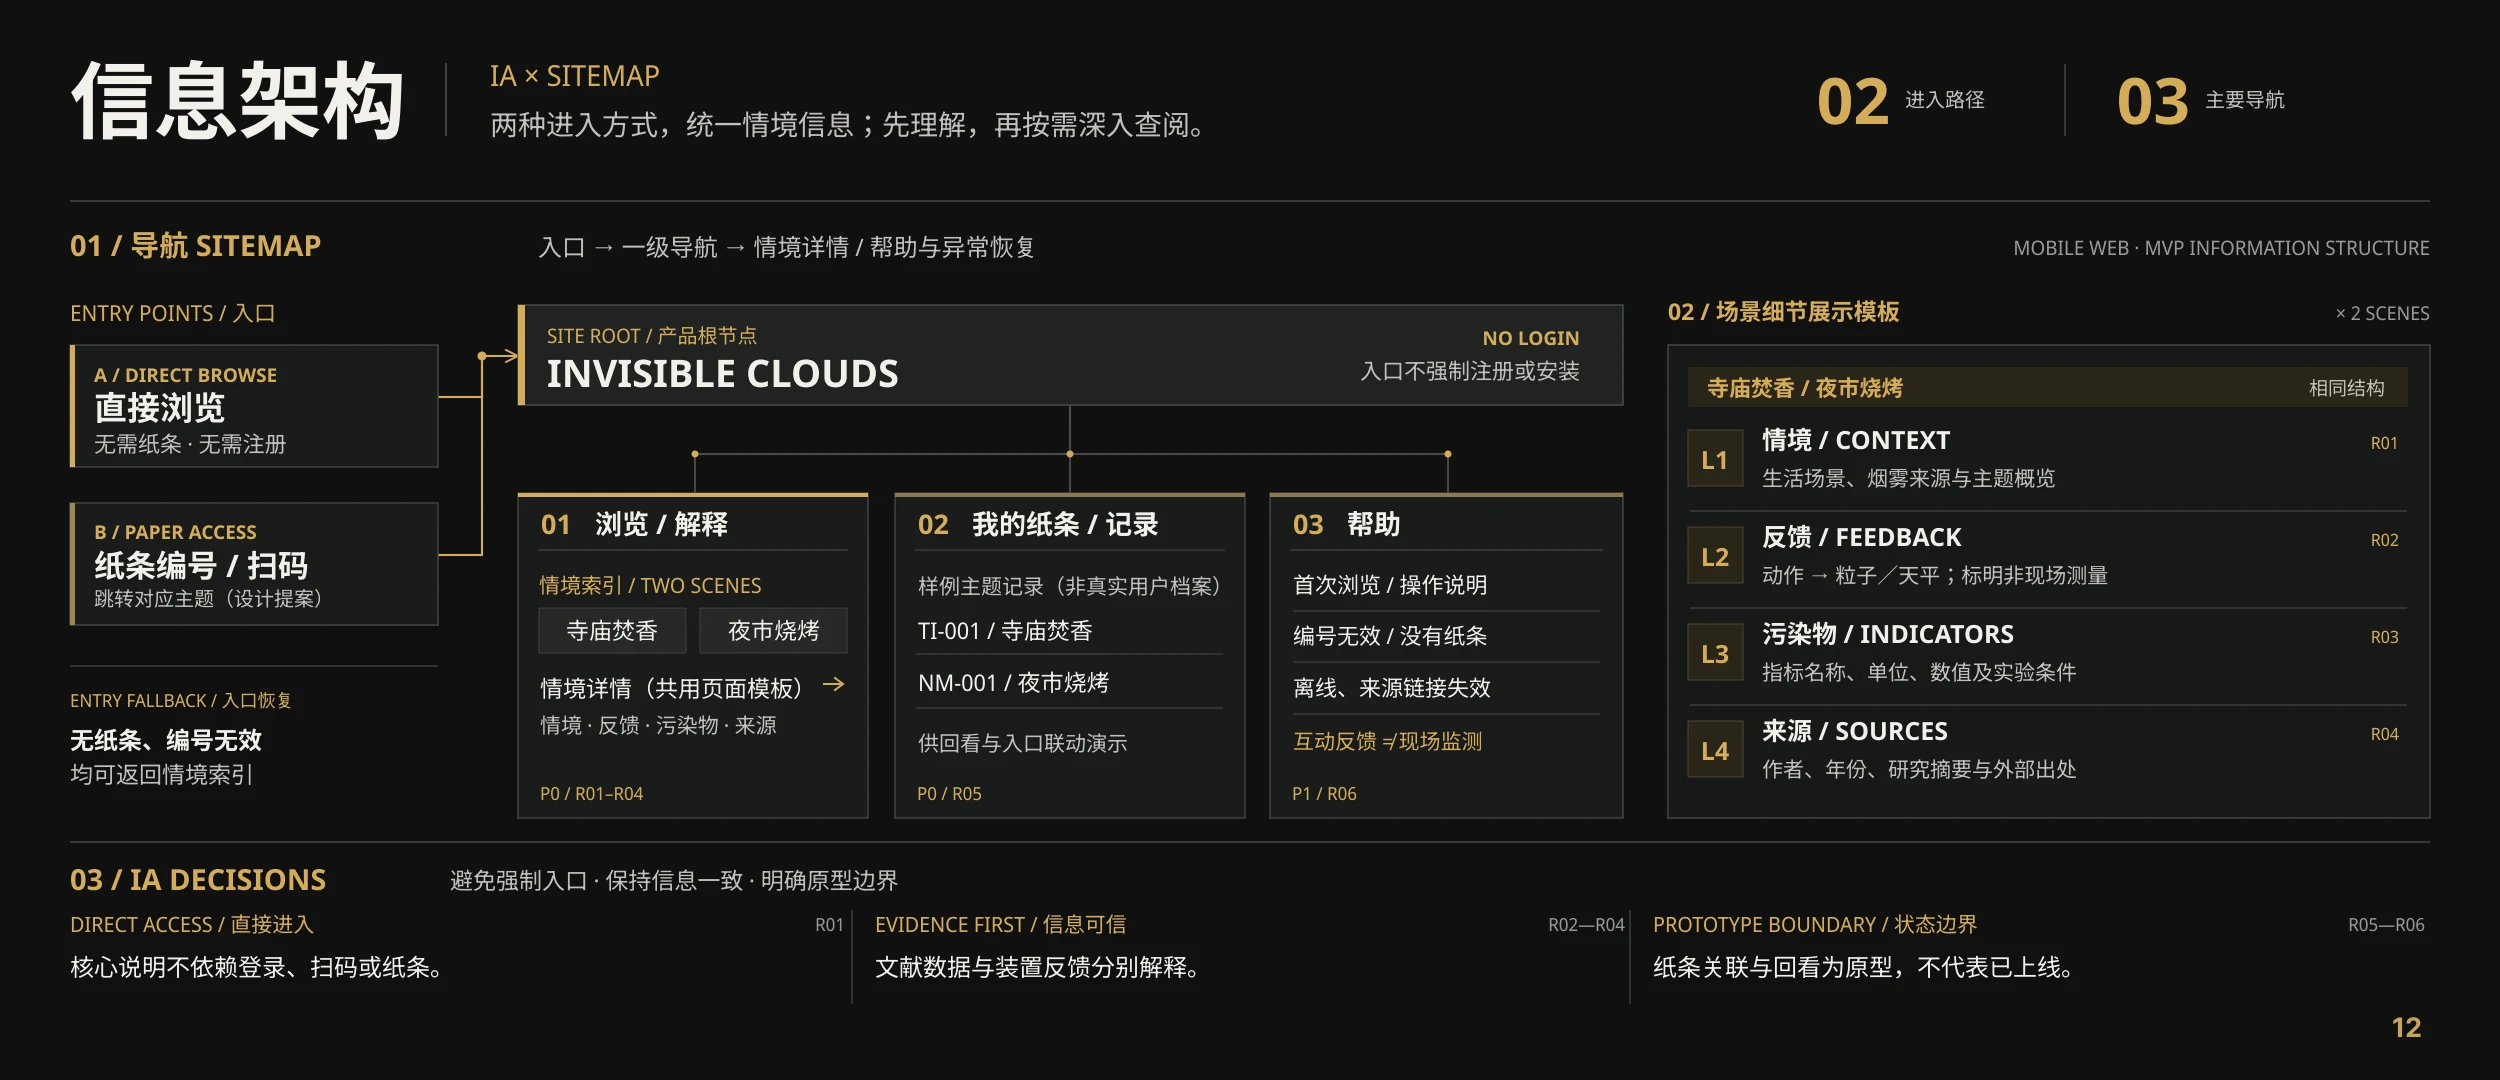 信息架构
IA × SITEMAP
两种进入方式，统一情境信息；先理解，再按需深入查阅。
02 进入路径
03 主要导航
01 / 导航 SITEMAP
入口 → 一级导航 → 情境详情 / 帮助与异常恢复
MOBILE WEB · MVP INFORMATION STRUCTURE
ENTRY POINTS / 入口
A / DIRECT BROWSE
直接浏览
无需纸条 · 无需注册
B / PAPER ACCESS
纸条编号 / 扫码
跳转对应主题（设计提案）
ENTRY FALLBACK / 入口恢复
无纸条、编号无效
均可返回情境索引
SITE ROOT / 产品根节点
INVISIBLE CLOUDS
NO LOGIN
入口不强制注册或安装
01 浏览 / 解释
情境索引 / TWO SCENES
寺庙焚香
夜市烧烤
情境详情（共用页面模板） →
情境 · 反馈 · 污染物 · 来源
P0 / R01–R04
02 我的纸条 / 记录
样例主题记录（非真实用户档案）
TI-001 / 寺庙焚香
NM-001 / 夜市烧烤
供回看与入口联动演示
P0 / R05
03 帮助
首次浏览 / 操作说明
编号无效 / 没有纸条
离线、来源链接失效
互动反馈 ≠ 现场监测
P1 / R06
02 / 场景细节展示模板
× 2 SCENES
寺庙焚香 / 夜市烧烤
相同结构
L1
情境 / CONTEXT
R01
生活场景、烟雾来源与主题概览
L2
反馈 / FEEDBACK
R02
动作 → 粒子／天平；标明非现场测量
L3
污染物 / INDICATORS
R03
指标名称、单位、数值及实验条件
L4
来源 / SOURCES
R04
作者、年份、研究摘要与外部出处
03 / IA DECISIONS
避免强制入口 · 保持信息一致 · 明确原型边界
DIRECT ACCESS / 直接进入
R01
核心说明不依赖登录、扫码或纸条。
EVIDENCE FIRST / 信息可信
R02—R04
文献数据与装置反馈分别解释。
PROTOTYPE BOUNDARY / 状态边界
R05—R06
纸条关联与回看为原型，不代表已上线。
12